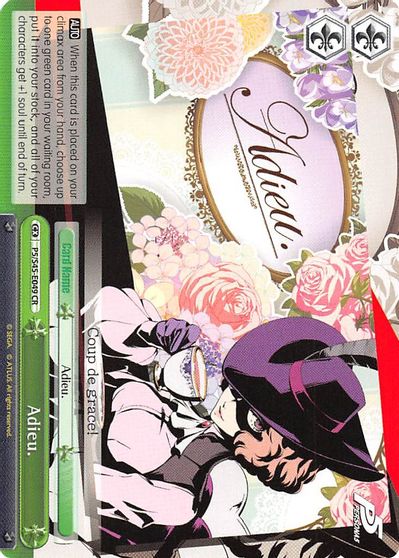 Adieu.
[AUTO] When this card is placed on your
climax area from your hand, choose up
to one green card in your waiting room,
put it into your stock, and all of your
characters get +1 soul until end of turn.
Coup de grace!
Card Name
Adieu.
CX P5/S45-E049 CR
Adieu.
© SEGA. © ATLUS. All rights reserved.
P5
PERSONA5